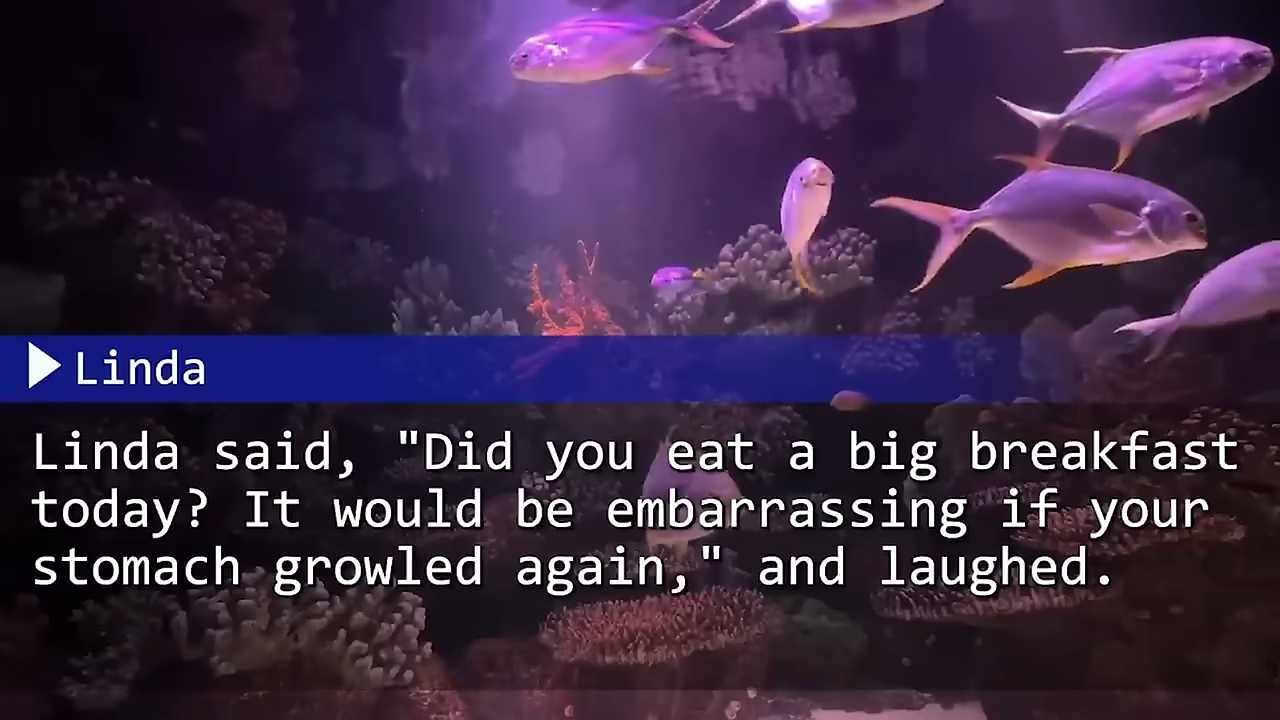 Linda
Linda said, "Did you eat a big breakfast
today? It would be embarrassing if your
stomach growled again," and laughed.